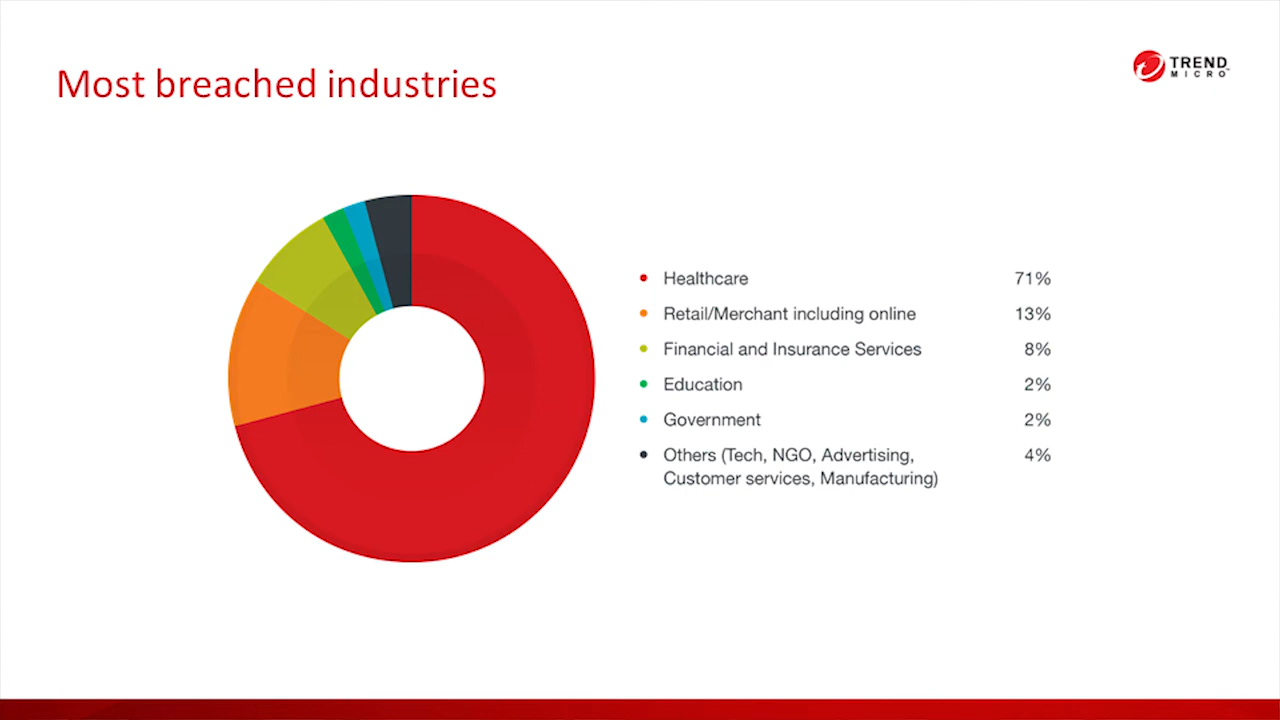 Most breached industries
TREND
MICRO™
Healthcare 71%
Retail/Merchant including online 13%
Financial and Insurance Services 8%
Education 2%
Government 2%
Others (Tech, NGO, Advertising, 4%
Customer services, Manufacturing)